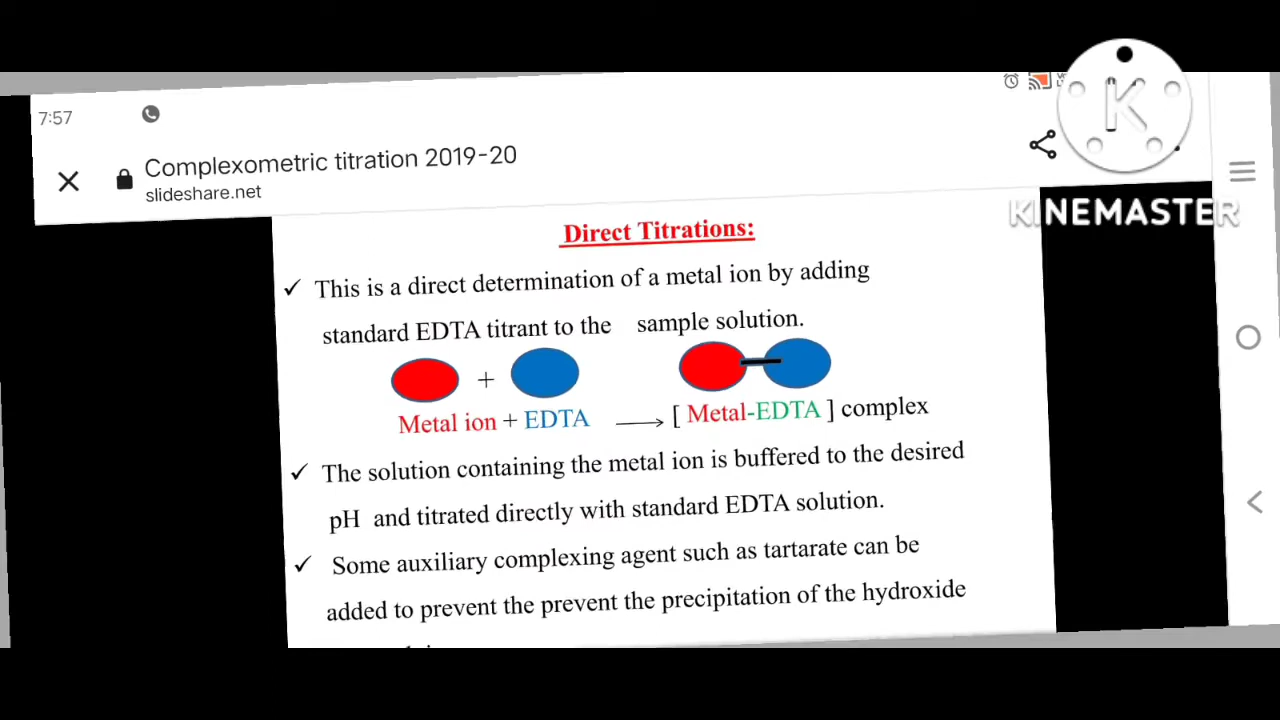 7:57
Complexometric titration 2019-20
slideshare.net
KINEMASTER
Direct Titrations:
✓ This is a direct determination of a metal ion by adding
standard EDTA titrant to the sample solution.
+
Metal ion + EDTA ⟶ [ Metal-EDTA ] complex
✓ The solution containing the metal ion is buffered to the desired
pH and titrated directly with standard EDTA solution.
✓ Some auxiliary complexing agent such as tartarate can be
added to prevent the prevent the precipitation of the hydroxide